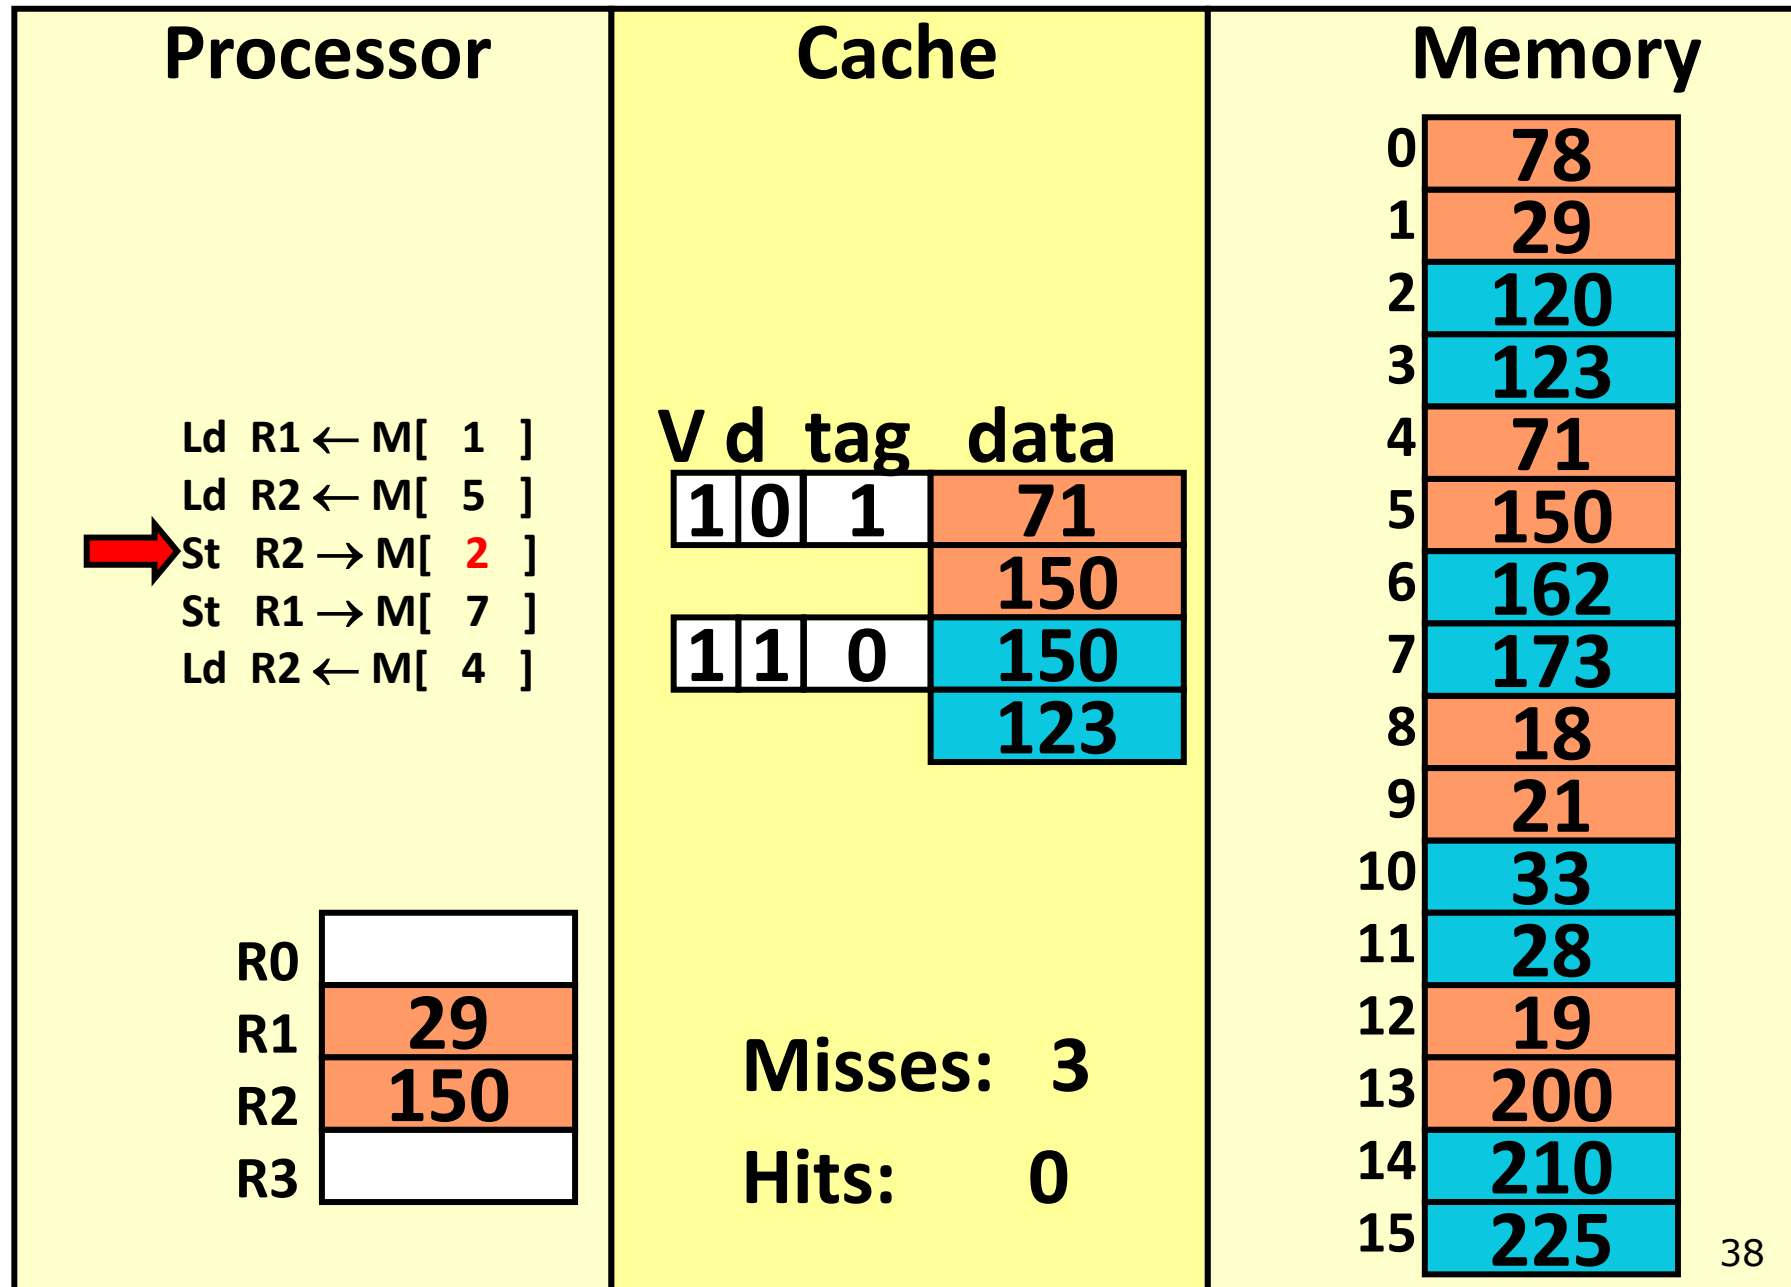 Processor
Ld R1 ← M[ 1 ]
Ld R2 ← M[ 5 ]
St R2 → M[ 2 ]
St R1 → M[ 7 ]
Ld R2 ← M[ 4 ]
R0
R1 29
R2 150
R3
Cache
V d tag data
1 0 1 71
150
1 1 0 150
123
Misses: 3
Hits: 0
Memory
0 78
1 29
2 120
3 123
4 71
5 150
6 162
7 173
8 18
9 21
10 33
11 28
12 19
13 200
14 210
15 225
38